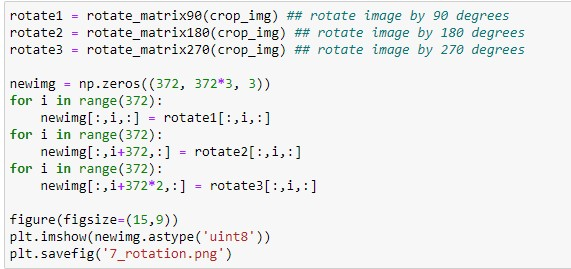 rotate1 = rotate_matrix90(crop_img) ## rotate image by 90 degrees
rotate2 = rotate_matrix180(crop_img) ## rotate image by 180 degrees
rotate3 = rotate_matrix270(crop_img) ## rotate image by 270 degrees

newimg = np.zeros((372, 372*3, 3))
for i in range(372):
    newimg[:,i,:] = rotate1[:,i,:]
for i in range(372):
    newimg[:,i+372,:] = rotate2[:,i,:]
for i in range(372):
    newimg[:,i+372*2,:] = rotate3[:,i,:]

figure(figsize=(15,9))
plt.imshow(newimg.astype('uint8'))
plt.savefig('7_rotation.png')